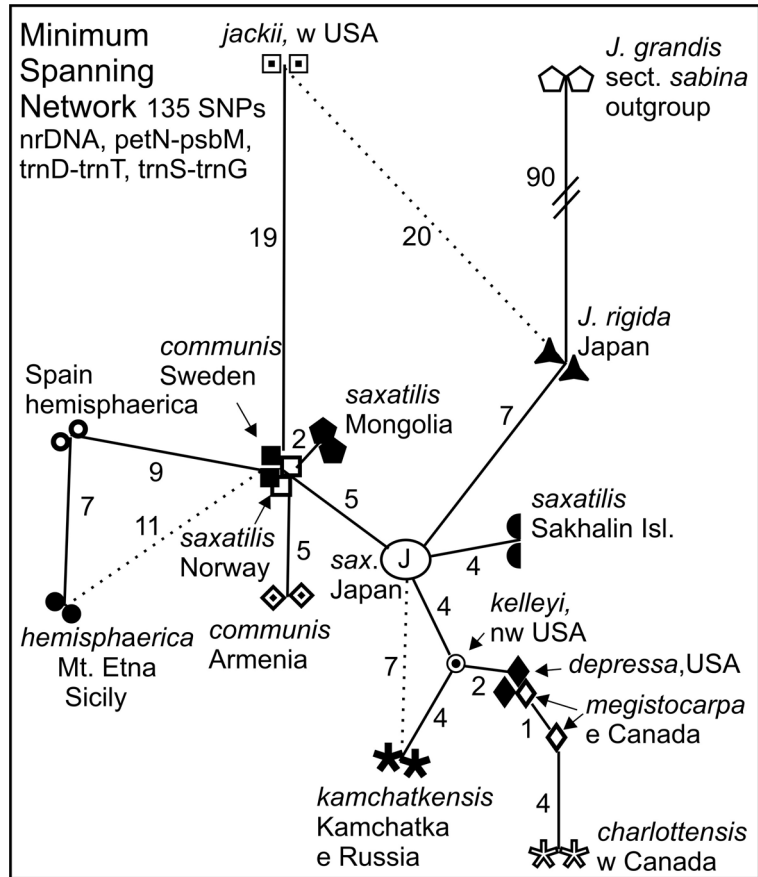 Minimum
Spanning
Network 135 SNPs
nrDNA, petN-psbM,
trnD-trnT, trnS-trnG
jackii, w USA
J. grandis
sect. sabina
outgroup
90
19
20
J. rigida
Japan
communis
Sweden
Spain
hemisphaerica
saxatilis
Mongolia
2
7
9
5
7
11
saxatilis
Norway
5
saxatilis
Sakhalin Isl.
sax.
Japan
J
4
hemisphaerica
Mt. Etna
Sicily
communis
Armenia
4
kelleyi,
nw USA
7
2
depressa,USA
4
megistocarpa
e Canada
1
kamchatkensis
Kamchatka
e Russia
4
charlottensis
w Canada